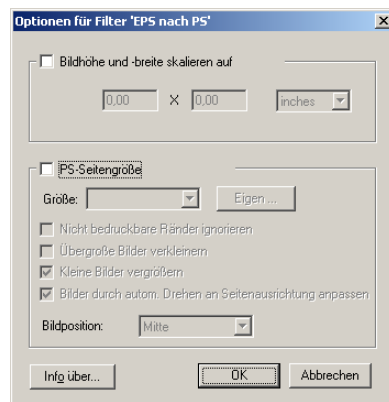 Optionen für Filter 'EPS nach PS'
Bildhöhe und -breite skalieren auf
0,00 X 0,00 inches
PS-Seitengröße
Größe: Eigen ...
Nicht bedruckbare Ränder ignorieren
Übergroße Bilder verkleinern
Kleine Bilder vergrößern
Bilder durch autom. Drehen an Seitenausrichtung anpassen
Bildposition: Mitte
Info über... OK Abbrechen